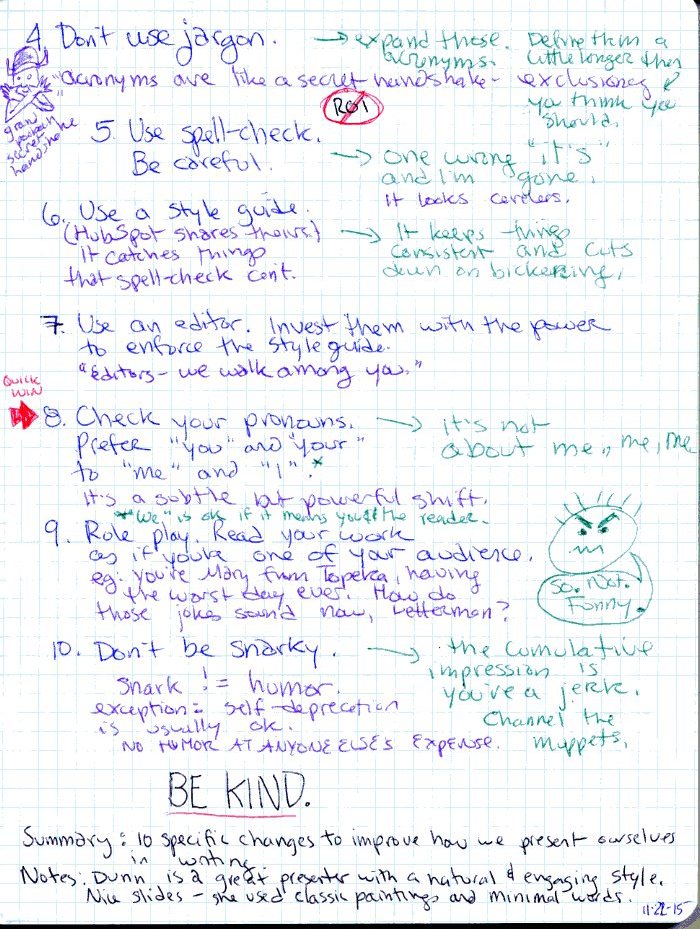 4. Don't use jargon. → expand those acronyms. Define them a little longer than you think you should.
"acronyms are like a secret handshake - exclusionary"
ROI
grand poobah secret handshake
5. Use spell-check.
Be careful. → one wrong "it's"
and I'm gone.
It looks careless.
6. Use a style guide.
(HubSpot shares theirs.) → It keeps things
It catches things consistent and cuts
that spell-check can't. down on bickering.
7. Use an editor. Invest them with the power
to enforce the style guide.
"Editors - we walk among you."
QUICK
WIN
8. Check your pronouns. → it's not
Prefer "you" and "your" about me, me, me
to "me" and "I".*
It's a subtle but powerful shift.
*"We" is ok if it means you & the reader.
9. Role play. Read your work
as if you're one of your audience.
eg: you're Mary from Topeka, having
the worst day ever. How do
those jokes sound now, Letterman?
So. Not.
Funny.
10. Don't be snarky. → the cumulative
impression is
snark != humor. you're a jerk.
exception: self-deprecation
is usually ok. Channel the
NO HUMOR AT ANYONE ELSE'S EXPENSE. muppets.
BE KIND.
Summary: 10 specific changes to improve how we present ourselves
in writing.
Notes: Dunn is a great presenter with a natural & engaging style.
Nice slides - she used classic paintings and minimal words.
11-22-15